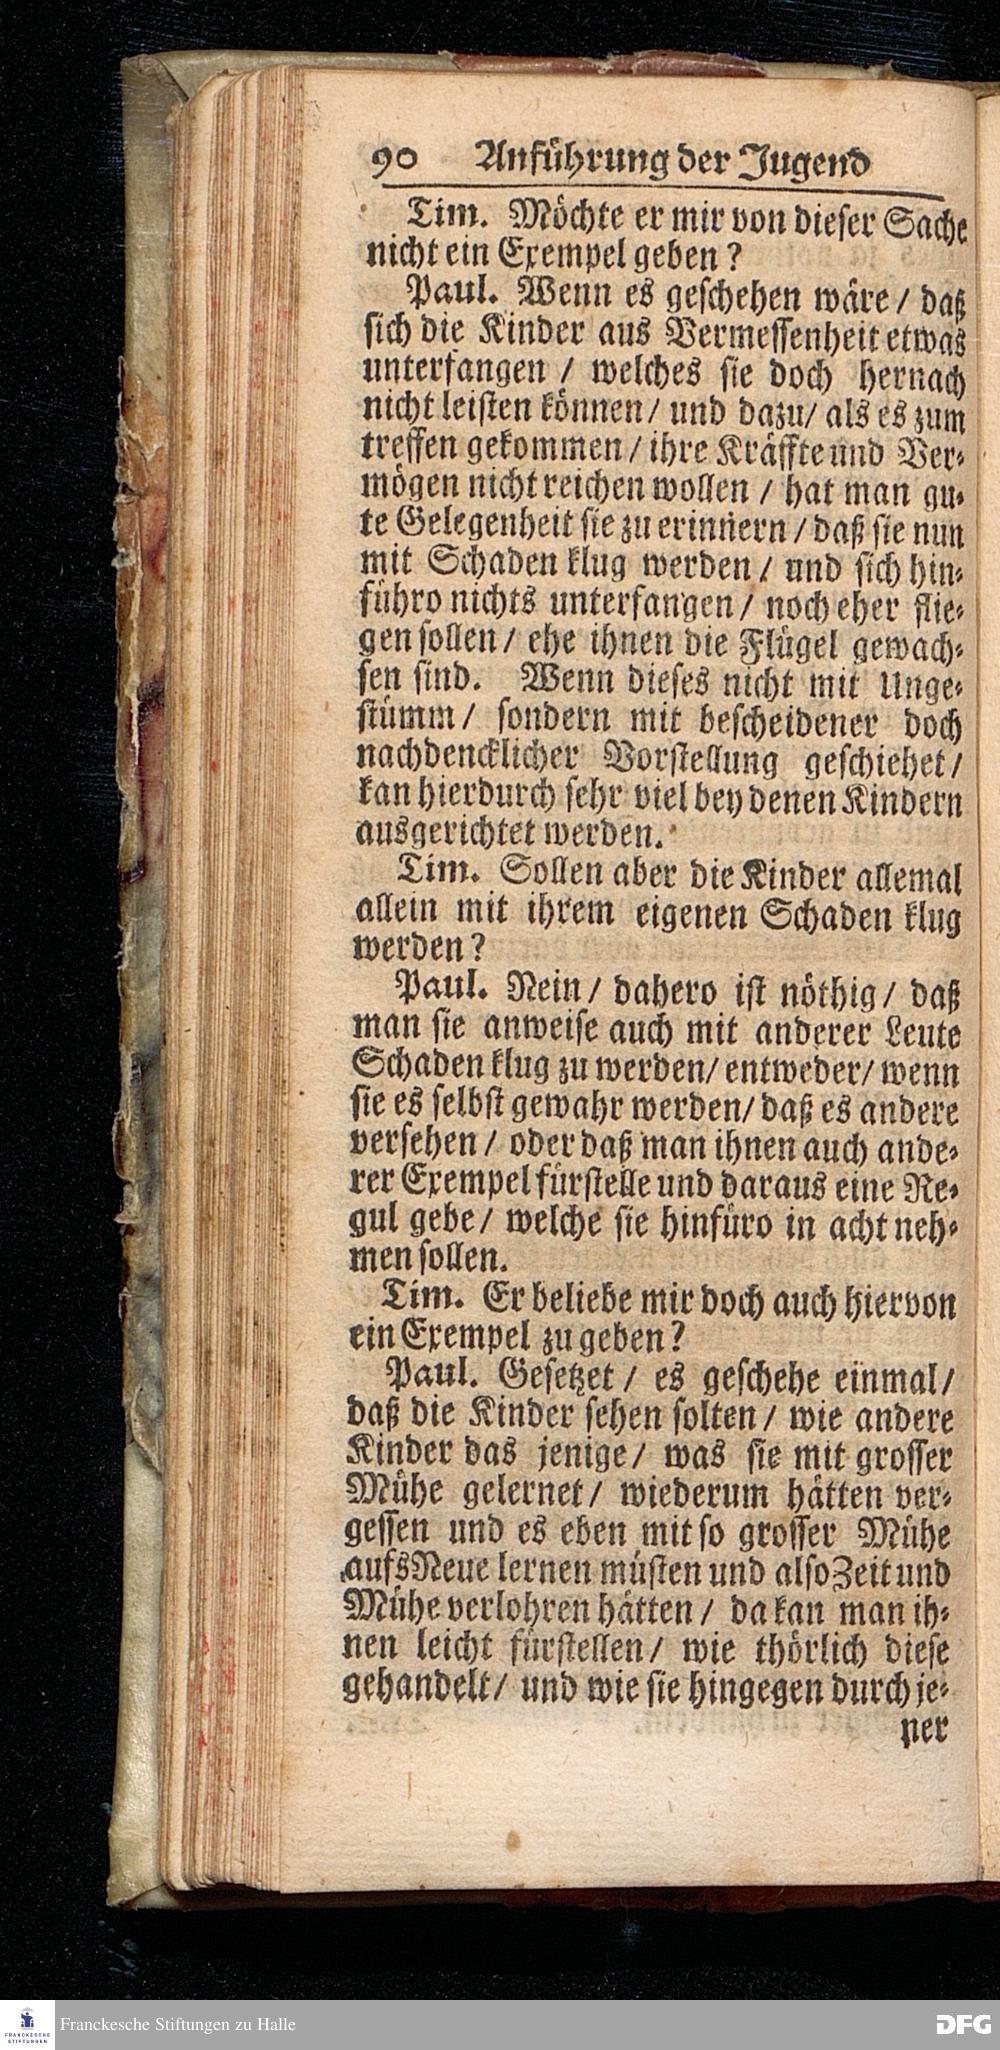 90 Anführung der Jugend
Tim. Möchte er mir von dieser Sache
nicht ein Exempel geben?
Paul. Wenn es geschehen wäre / daß
sich die Kinder aus Vermessenheit etwas
unterfangen / welches sie doch hernach
nicht leisten können / und dazu / als es zum
treffen gekommen / ihre Kräffte und Ver-
mögen nicht reichen wollen / hat man gu-
te Gelegenheit sie zu erinnern / daß sie nun
mit Schaden klug werden / und sich hin-
führo nichts unterfangen / noch eher flie-
gen sollen / ehe ihnen die Flügel gewach-
sen sind. Wenn dieses nicht mit Unge-
stümm / sondern mit bescheidener doch
nachdencklicher Vorstellung geschiehet /
kan hierdurch sehr viel bey denen Kindern
ausgerichtet werden.
Tim. Sollen aber die Kinder allemal
allein mit ihrem eigenen Schaden klug
werden?
Paul. Nein / dahero ist nöthig / daß
man sie anweise auch mit anderer Leute
Schaden klug zu werden / entweder / wenn
sie es selbst gewahr werden / daß es andere
versehen / oder daß man ihnen auch ande-
rer Exempel fürstelle und daraus eine Re-
gul gebe / welche sie hinfüro in acht neh-
men sollen.
Tim. Er beliebe mir doch auch hiervon
ein Exempel zu geben?
Paul. Gesetzet / es geschehe einmal /
daß die Kinder sehen solten / wie andere
Kinder das jenige / was sie mit grosser
Mühe gelernet / wiederum hätten ver-
gessen und es eben mit so grosser Mühe
aufs Neue lernen müsten und also Zeit und
Mühe verlohren hätten / da kan man ih-
nen leicht fürstellen / wie thörlich diese
gehandelt / und wie sie hingegen durch je-
ner
FRANCKESCHE
STIFTUNGEN
Franckesche Stiftungen zu Halle
DFG